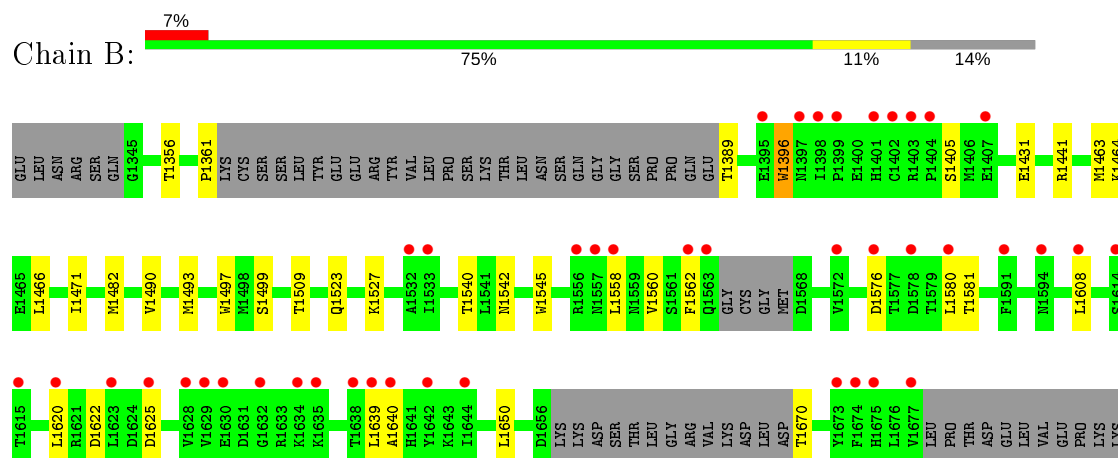 7%
Chain B:
75% 11% 14%
GLU LEU ASN ARG SER GLN G1345 T1356 P1361 LYS CYS SER SER LEU TYR GLU GLU ARG TYR VAL LEU PRO SER LYS THR LEU ASN SER GLN GLY GLY SER PRO PRO GLN GLU T1389 E1395 W1396 N1397 I1398 P1399 E1400 H1401 C1402 R1403 P1404 S1405 M1406 E1407 E1431 R1441 M1463 K1464
E1465 L1466 I1471 M1482 V1490 M1493 W1497 M1498 S1499 T1509 Q1523 K1527 A1532 I1533 T1540 L1541 N1542 W1545 R1556 N1557 L1558 N1559 V1560 S1561 F1562 Q1563 GLY CYS GLY MET D1568 V1572 D1576 T1577 D1578 T1579 L1580 T1581 F1591 N1594 L1608 S1614
T1615 L1620 R1621 D1622 L1623 D1624 D1625 V1628 V1629 E1630 D1631 G1632 R1633 K1634 K1635 T1638 L1639 A1640 H1641 Y1642 K1643 I1644 L1650 D1656 LYS LYS ASP SER THR LEU GLY ARG VAL LYS ASP LEU ASP T1670 Y1673 F1674 H1675 L1676 V1677 LEU PRO THR ASP GLU LEU VAL GLU PRO LYS LYS